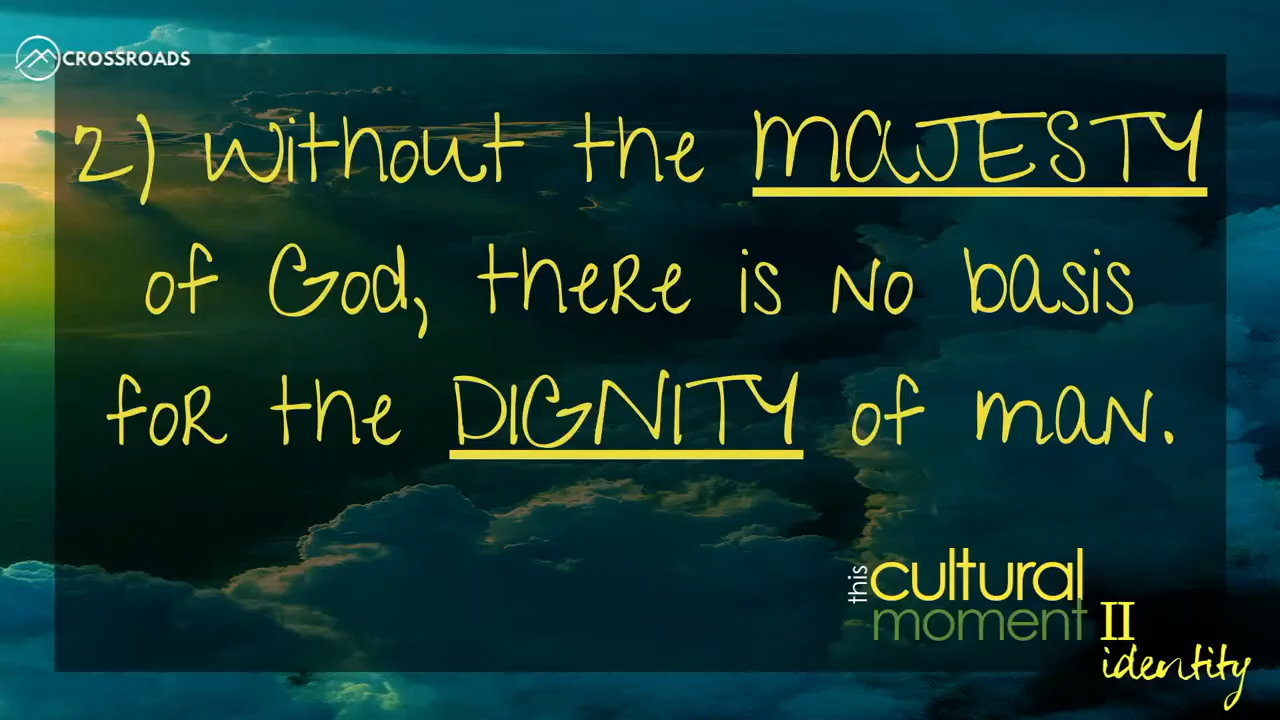 CROSSROADS
2) without the MAJESTY
of God, there is no basis
for the DIGNITY of man.
this cultural
moment II
identity